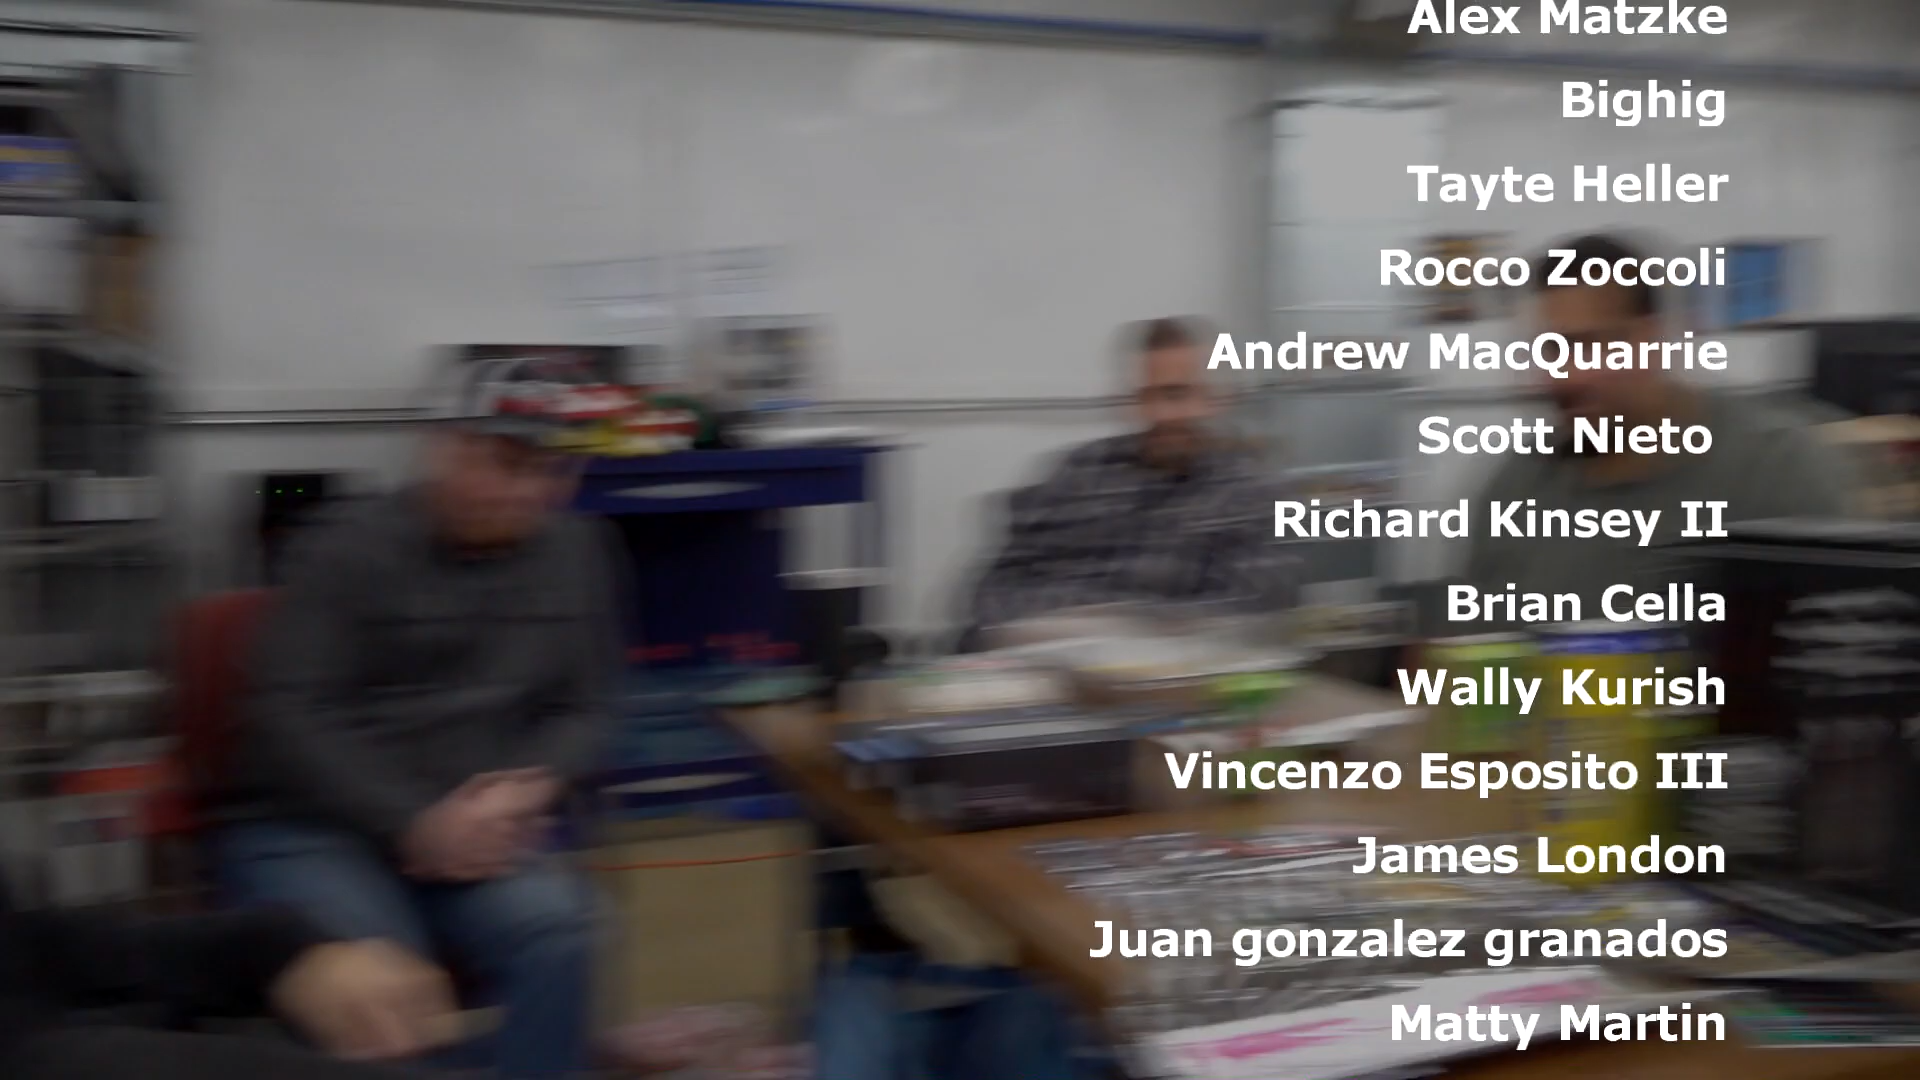 Alex Matzke
Bighig
Tayte Heller
Rocco Zoccoli
Andrew MacQuarrie
Scott Nieto
Richard Kinsey II
Brian Cella
Wally Kurish
Vincenzo Esposito III
James London
Juan gonzalez granados
Matty Martin